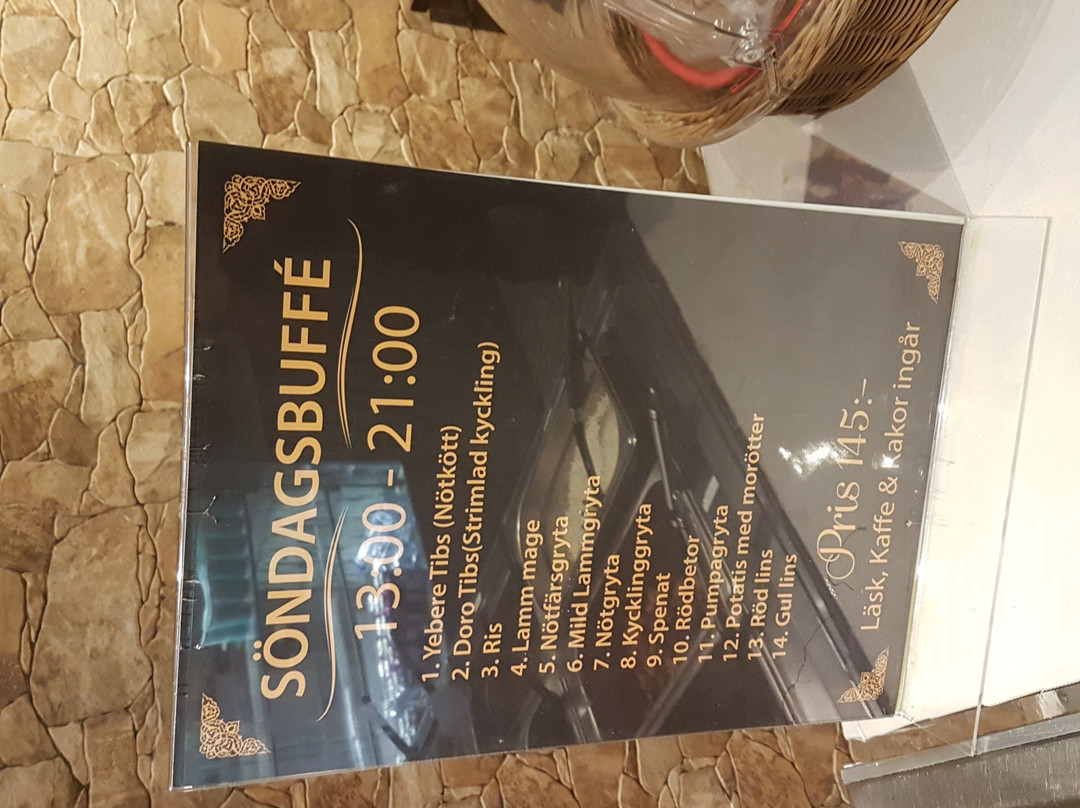 SÖNDAGSBUFFÉ
13:00 - 21:00
1. Yebere Tibs (Nötkött)
2. Doro Tibs(Strimlad kyckling)
3. Ris
4. Lamm mage
5. Nötfärsgryta
6. Mild Lammgryta
7. Nötgryta
8. Kycklinggryta
9. Spenat
10. Rödbetor
11. Pumpagryta
12. Potatis med morötter
13. Röd lins
14. Gul lins
Pris 145:-
Läsk, Kaffe & Kakor ingår